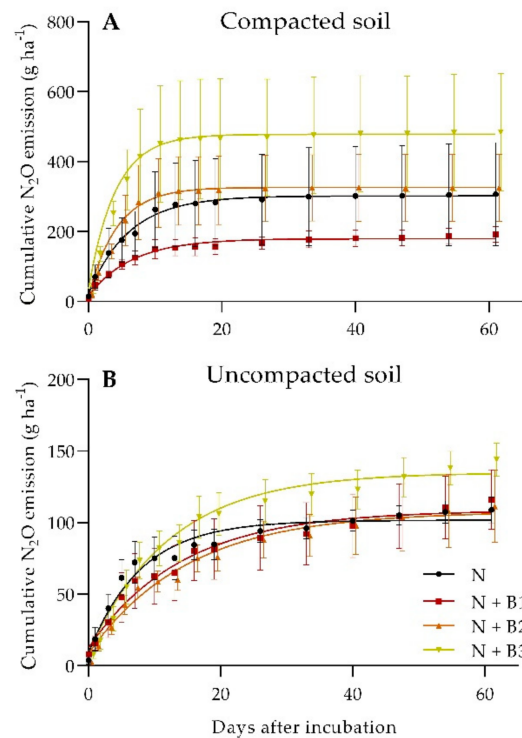 A Compacted soil
Cumulative N₂O emission (g ha⁻¹)
800
600
400
200
0
0 20 40 60
B Uncompacted soil
Cumulative N₂O emission (g ha⁻¹)
200
150
100
50
0
N
N + B1
N + B2
N + B3
0 20 40 60
Days after incubation